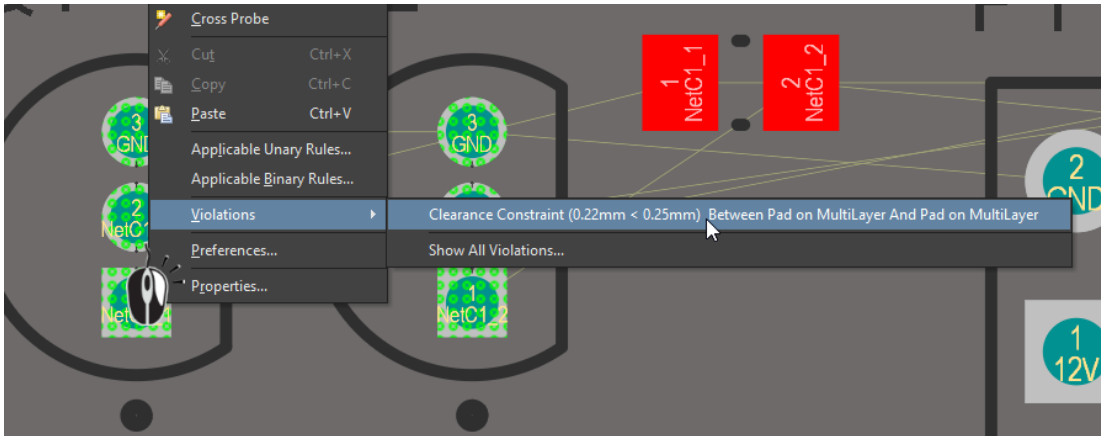 Cross Probe
Cut Ctrl+X
Copy Ctrl+C
Paste Ctrl+V
Applicable Unary Rules...
Applicable Binary Rules...
Violations
Preferences...
Properties...
Clearance Constraint (0.22mm < 0.25mm) Between Pad on MultiLayer And Pad on MultiLayer
Show All Violations...
3
GND
2
3
GND
1
NetC1_2
1
NetC1_1
2
NetC1_2
2
GND
1
12V